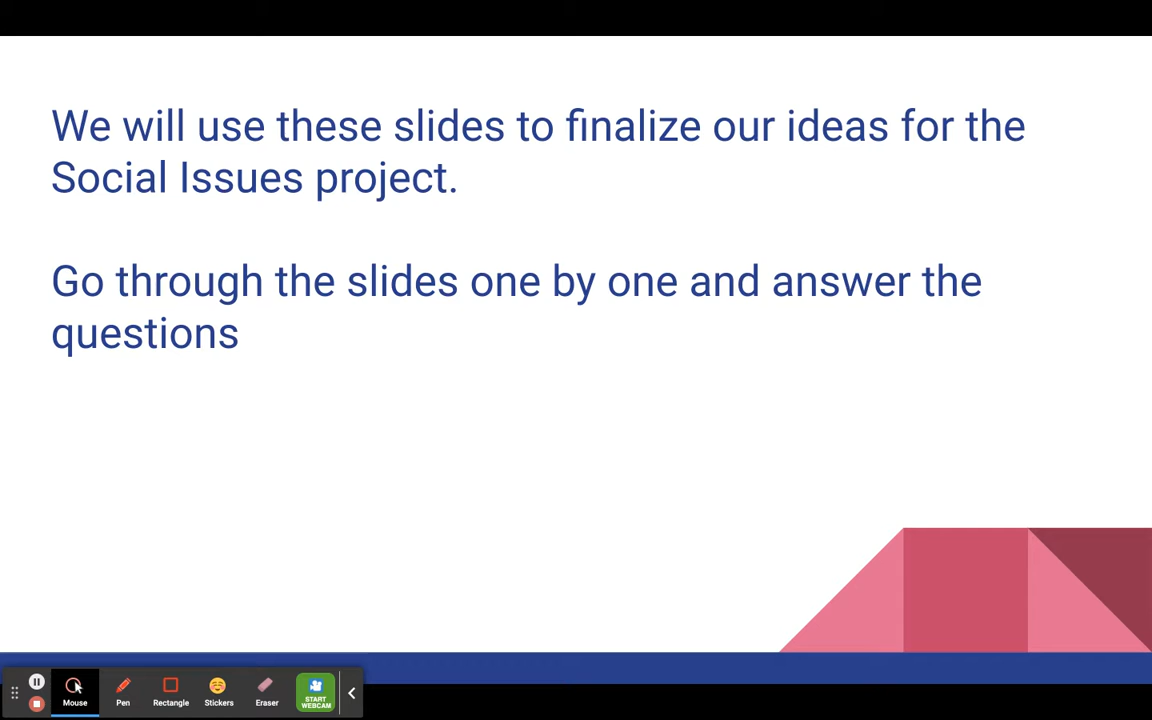 We will use these slides to finalize our ideas for the
Social Issues project.
Go through the slides one by one and answer the
questions
Mouse
Pen
Rectangle
Stickers
Eraser
START
WEBCAM